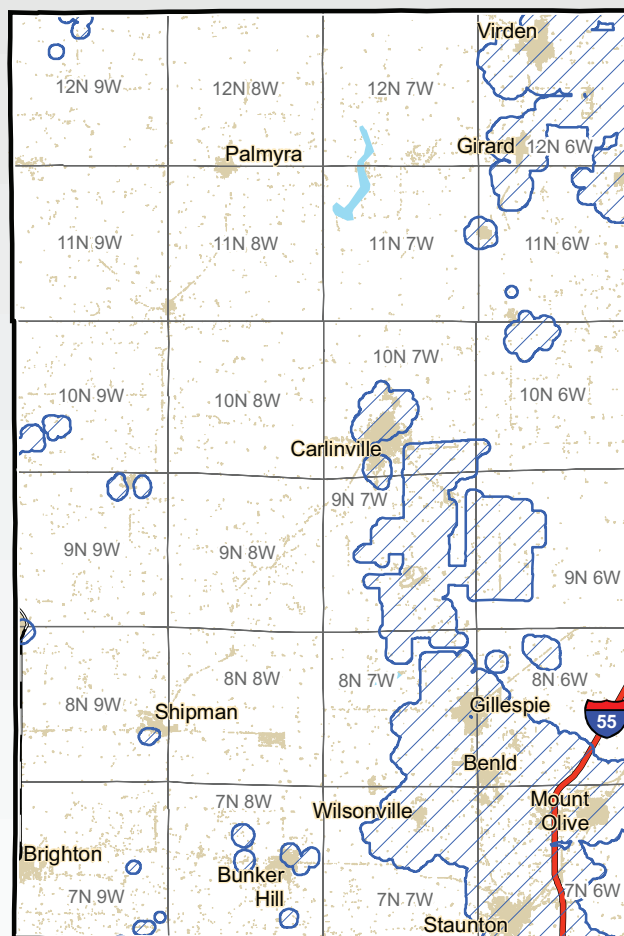 Virden
12N 9W
12N 8W
12N 7W
Girard
12N 6W
Palmyra
11N 9W
11N 8W
11N 7W
11N 6W
10N 7W
10N 9W
10N 8W
10N 6W
Carlinville
9N 7W
9N 9W
9N 8W
9N 6W
8N 9W
8N 8W
8N 7W
8N 6W
Shipman
Gillespie
55
Benld
7N 8W
Wilsonville
Mount
Olive
Brighton
Bunker
Hill
7N 9W
7N 7W
7N 6W
Staunton